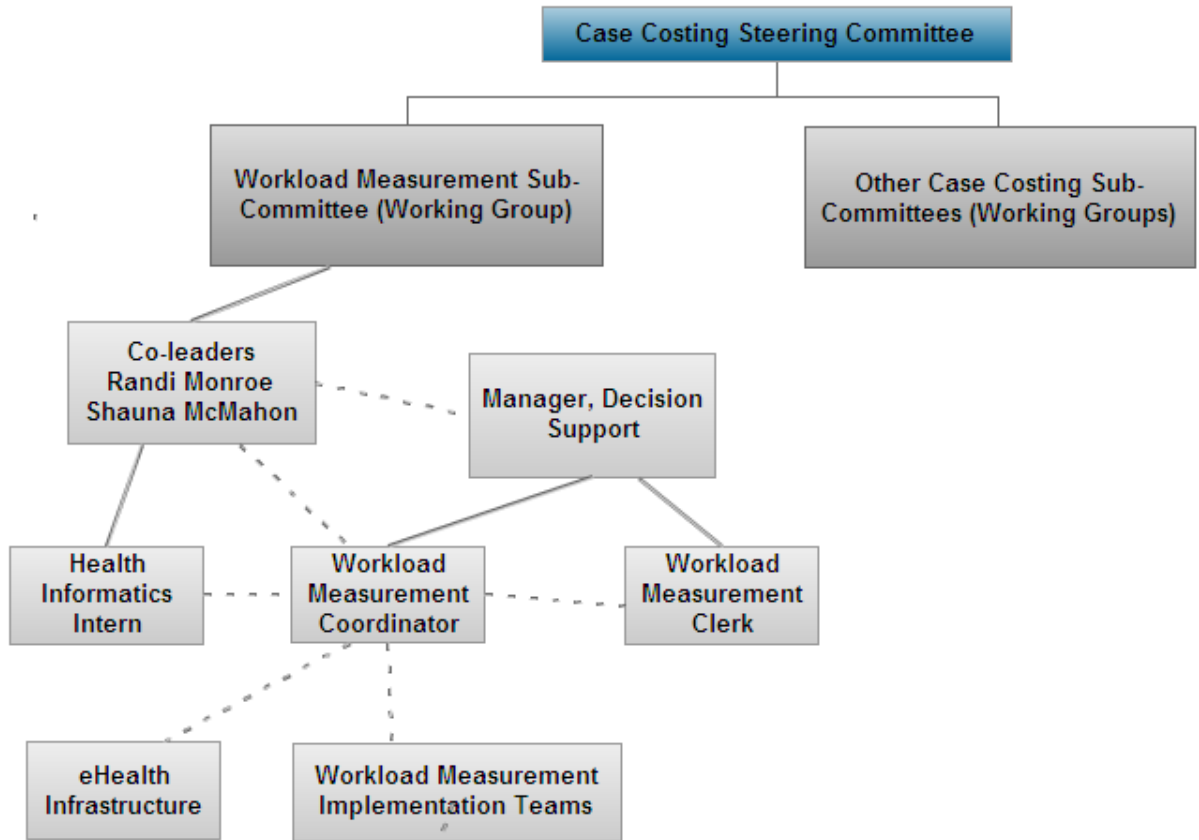 Case Costing Steering Committee
Workload Measurement Sub-
Committee (Working Group)
Other Case Costing Sub-
Committees (Working Groups)
Co-leaders
Randi Monroe
Shauna McMahon
Manager, Decision
Support
Health
Informatics
Intern
Workload
Measurement
Coordinator
Workload
Measurement
Clerk
eHealth
Infrastructure
Workload Measurement
Implementation Teams